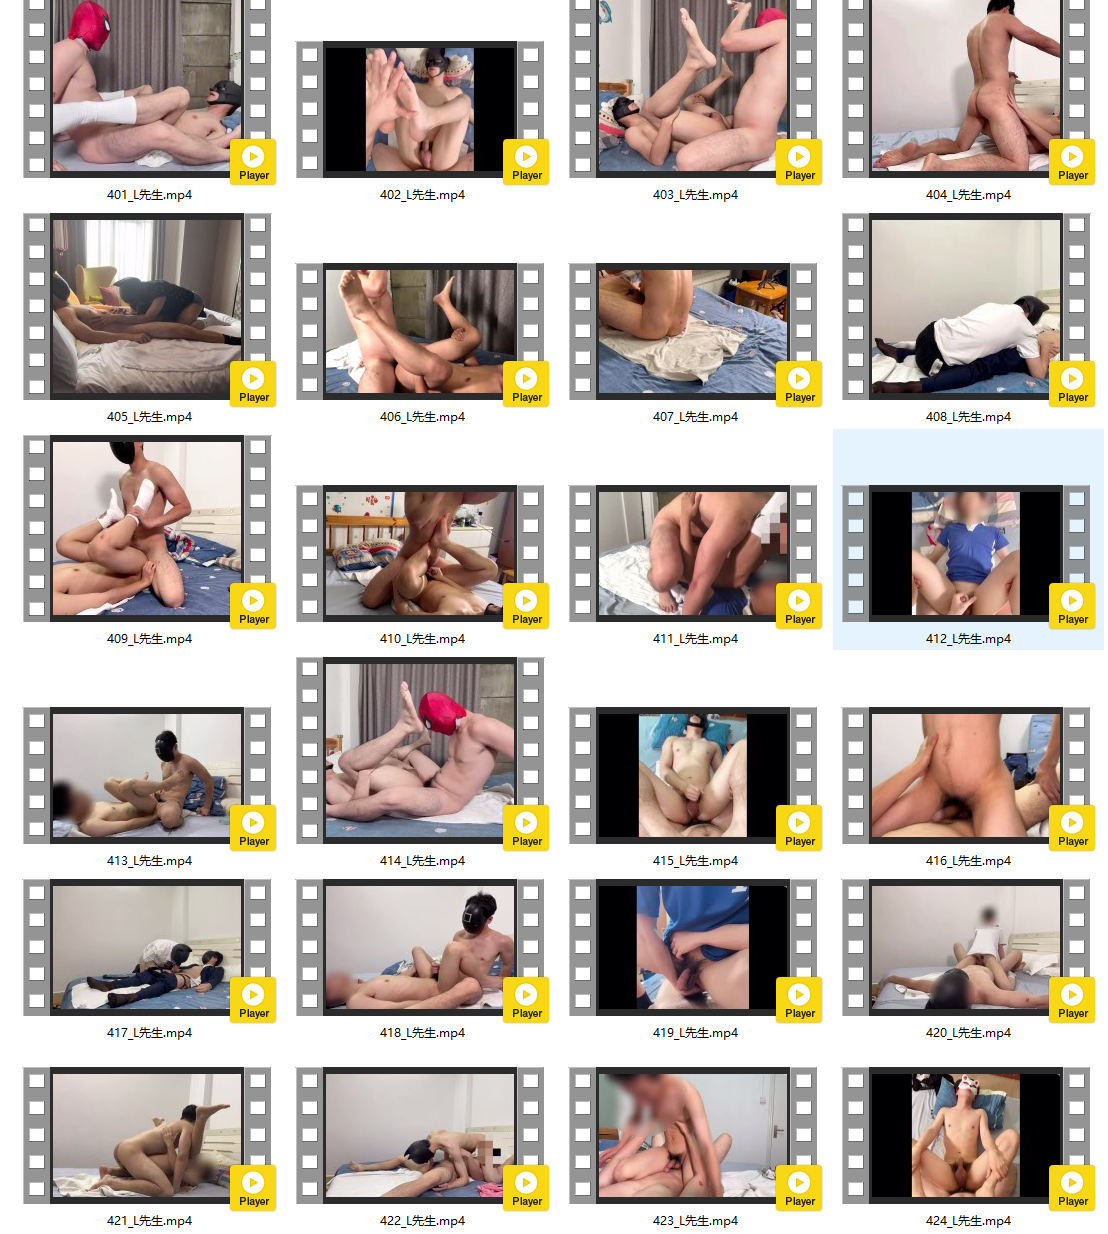 Player
Player
Player
Player
401_L先生.mp4
402_L先生.mp4
403_L先生.mp4
404_L先生.mp4
Player
Player
Player
Player
405_L先生.mp4
406_L先生.mp4
407_L先生.mp4
408_L先生.mp4
Player
Player
Player
Player
409_L先生.mp4
410_L先生.mp4
411_L先生.mp4
412_L先生.mp4
Player
Player
Player
Player
413_L先生.mp4
414_L先生.mp4
415_L先生.mp4
416_L先生.mp4
Player
Player
Player
Player
417_L先生.mp4
418_L先生.mp4
419_L先生.mp4
420_L先生.mp4
Player
Player
Player
Player
421_L先生.mp4
422_L先生.mp4
423_L先生.mp4
424_L先生.mp4